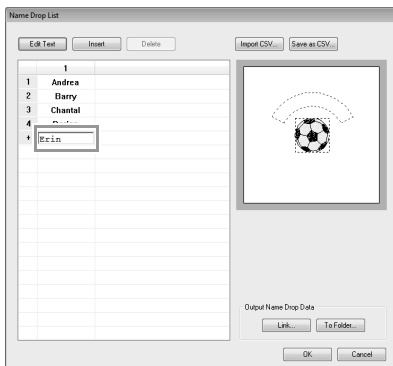 Name Drop List
Edit Text Insert Delete Import CSV... Save as CSV...
1
1 Andrea
2 Barry
3 Chantal
4
+ Erin
Output Name Drop Data
Link... To Folder...
OK Cancel